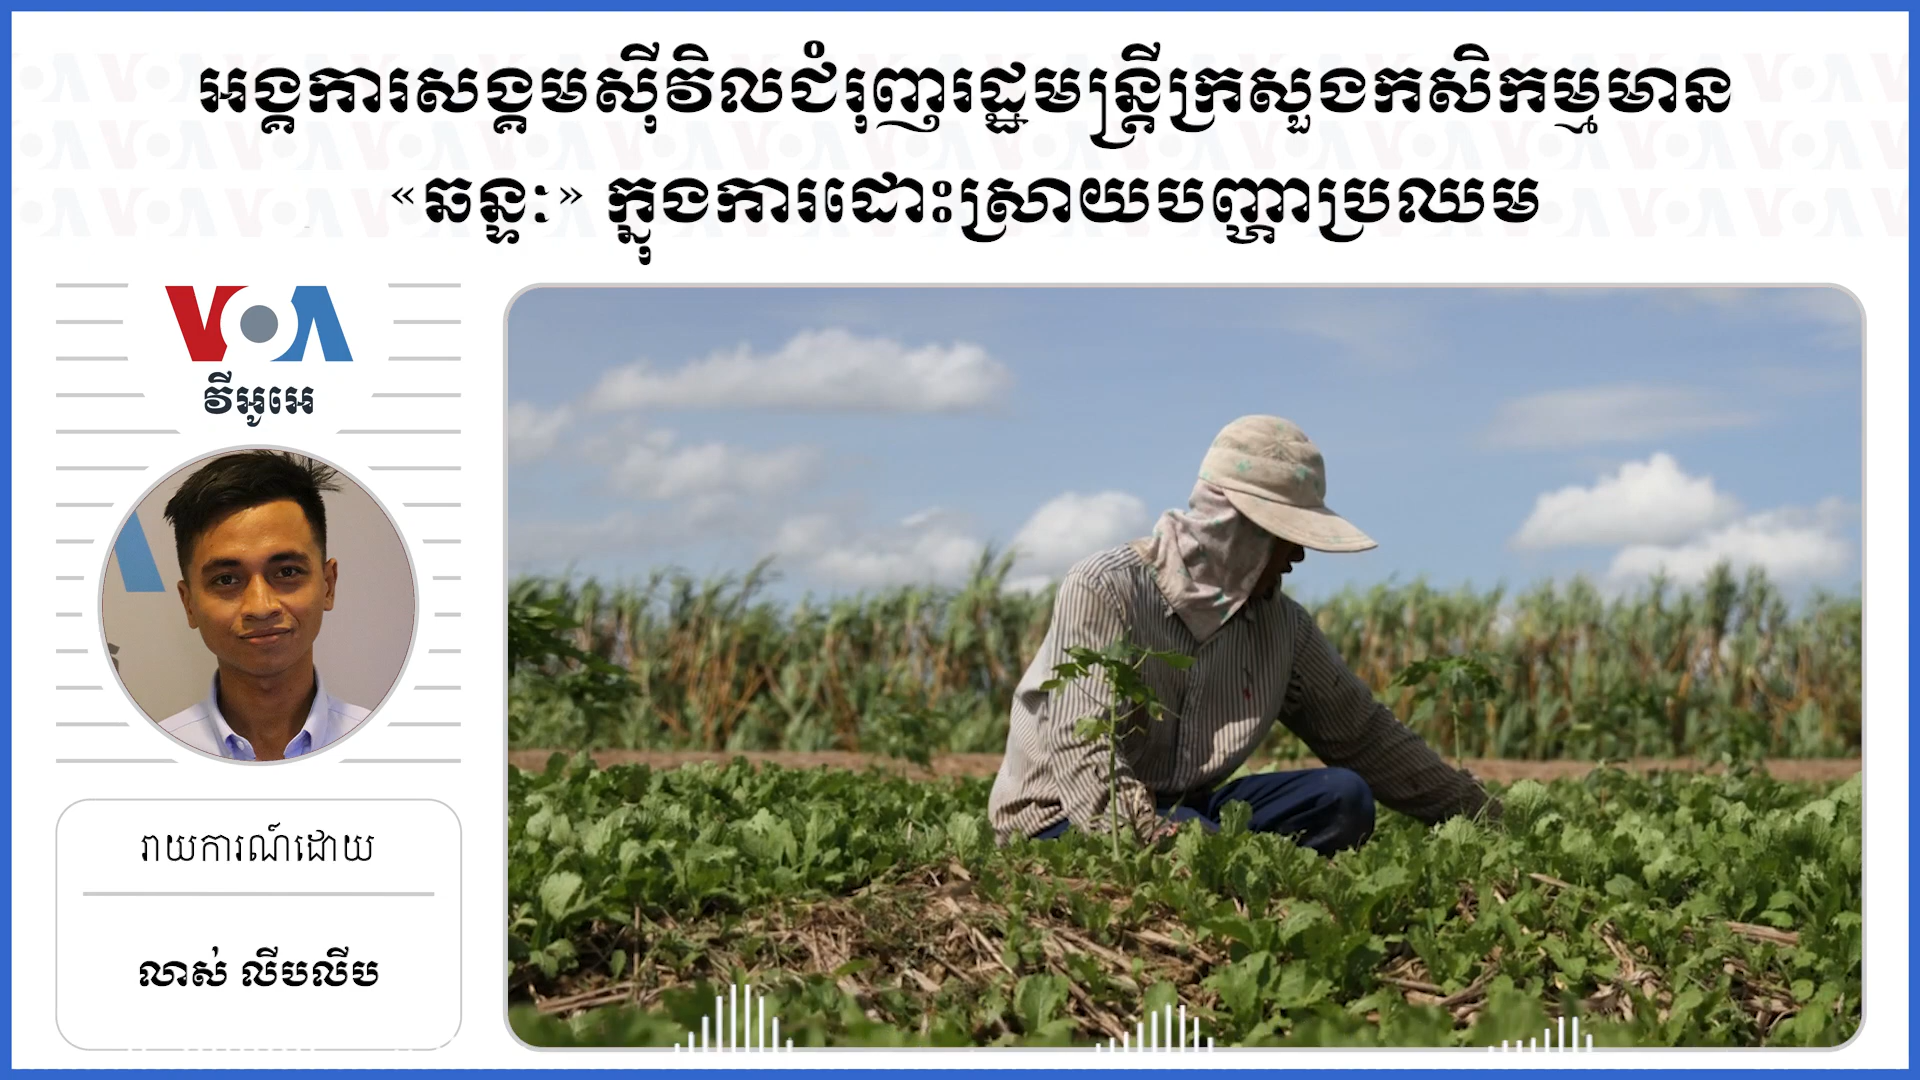 អង្គការសង្គមស៊ីវិលជំរុញរដ្ឋមន្ត្រីក្រសួងកសិកម្មមាន
«ឆន្ទៈ» ក្នុងការដោះស្រាយបញ្ហាប្រឈម
VOA
វីអូអេ
រាយការណ៍ដោយ
លាស់ លីបលីប